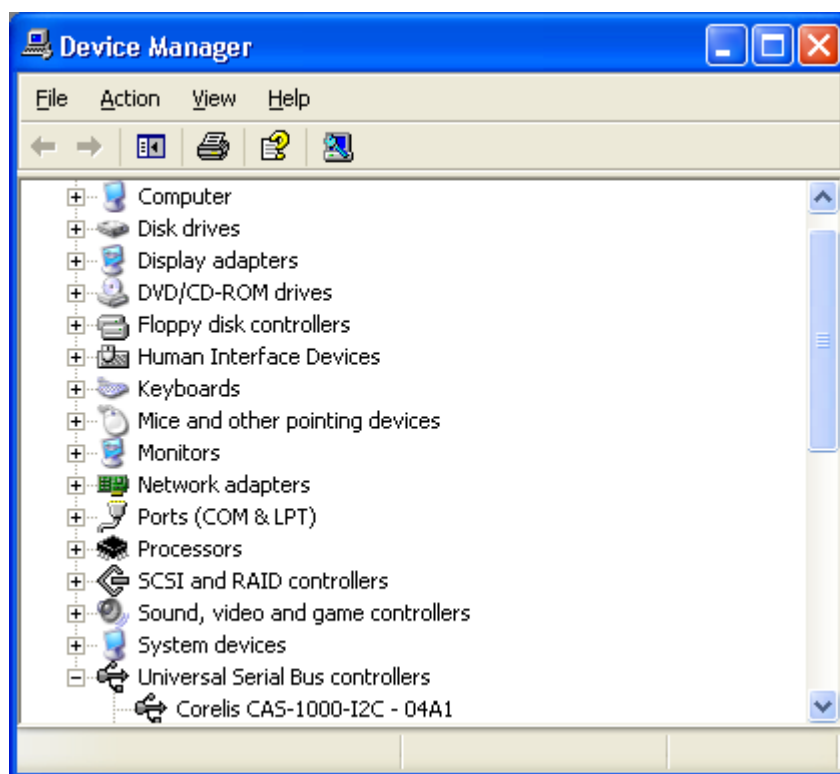 Device Manager
File Action View Help
Computer
Disk drives
Display adapters
DVD/CD-ROM drives
Floppy disk controllers
Human Interface Devices
Keyboards
Mice and other pointing devices
Monitors
Network adapters
Ports (COM & LPT)
Processors
SCSI and RAID controllers
Sound, video and game controllers
System devices
Universal Serial Bus controllers
Corelis CAS-1000-I2C - 04A1